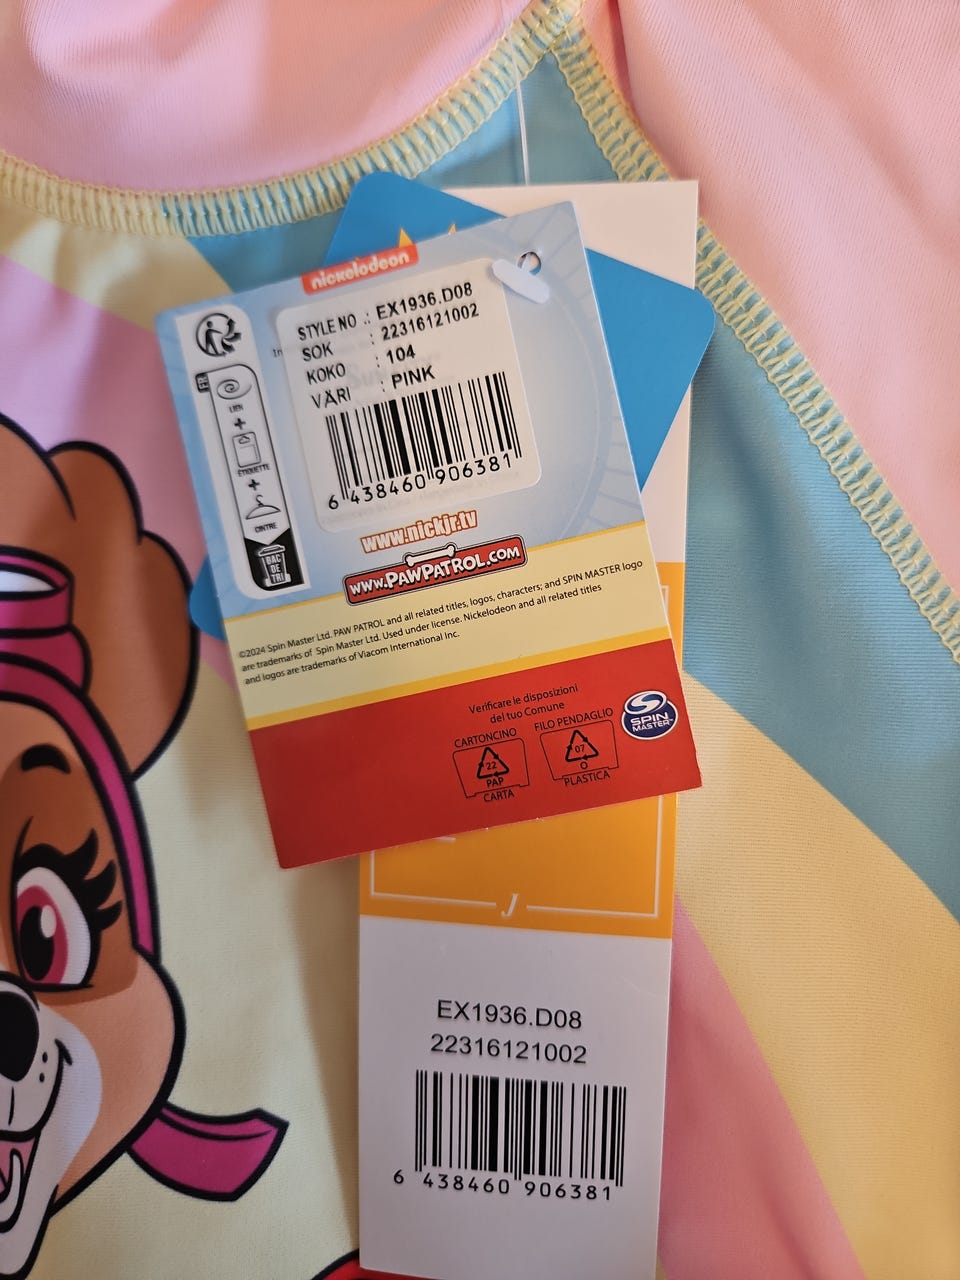 nickelodeon
STYLE NO .: EX1936.D08
SOK : 22316121002
KOKO : 104
VÄRI : PINK
6 438460 906381
FR
LIEN
+
ÉTIQUETTE
+
CINTRE
BAC
DE
TRI
www.nickjr.tv
www.PAWPATROL.COM
©2024 Spin Master Ltd. PAW PATROL and all related titles, logos, characters; and SPIN MASTER logo
are trademarks of Spin Master Ltd. Used under license. Nickelodeon and all related titles
and logos are trademarks of Viacom International Inc.
Verificare le disposizioni
del tuo Comune
CARTONCINO
22
PAP
CARTA
FILO PENDAGLIO
07
O
PLASTICA
SPIN
MASTER
J
EX1936.D08
22316121002
6 438460 906381